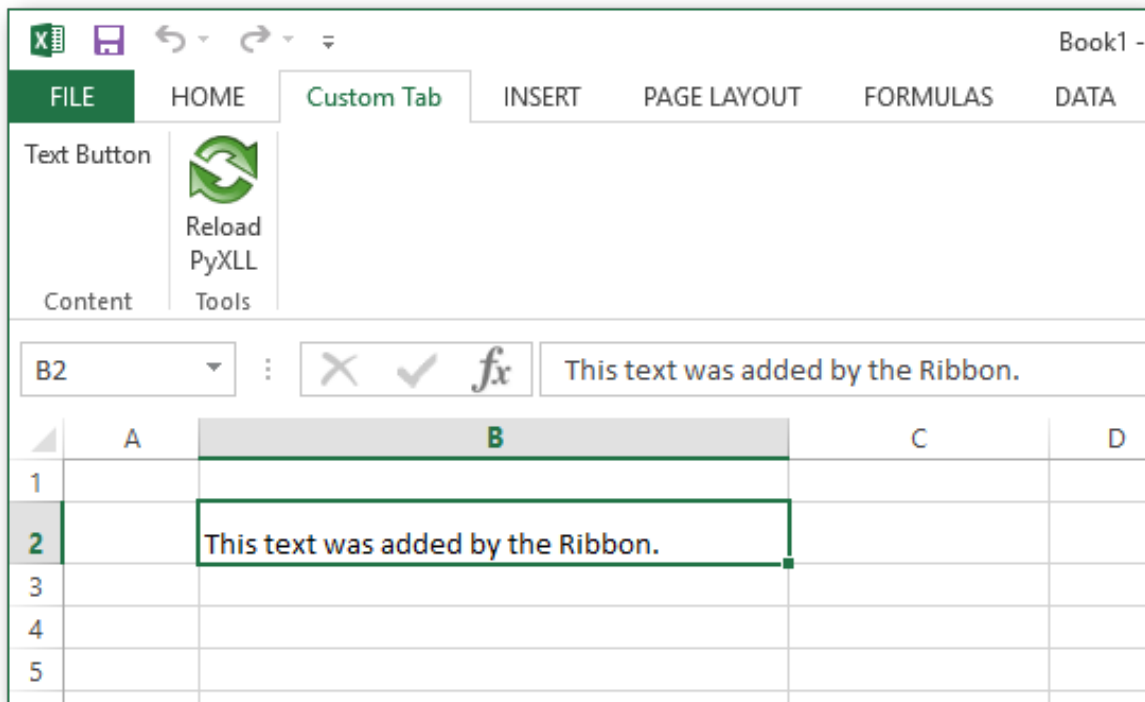 Book1 -
FILE HOME Custom Tab INSERT PAGE LAYOUT FORMULAS DATA
Text Button
Reload
PyXLL
Content Tools
B2 fx This text was added by the Ribbon.
A B C D
1
2 This text was added by the Ribbon.
3
4
5